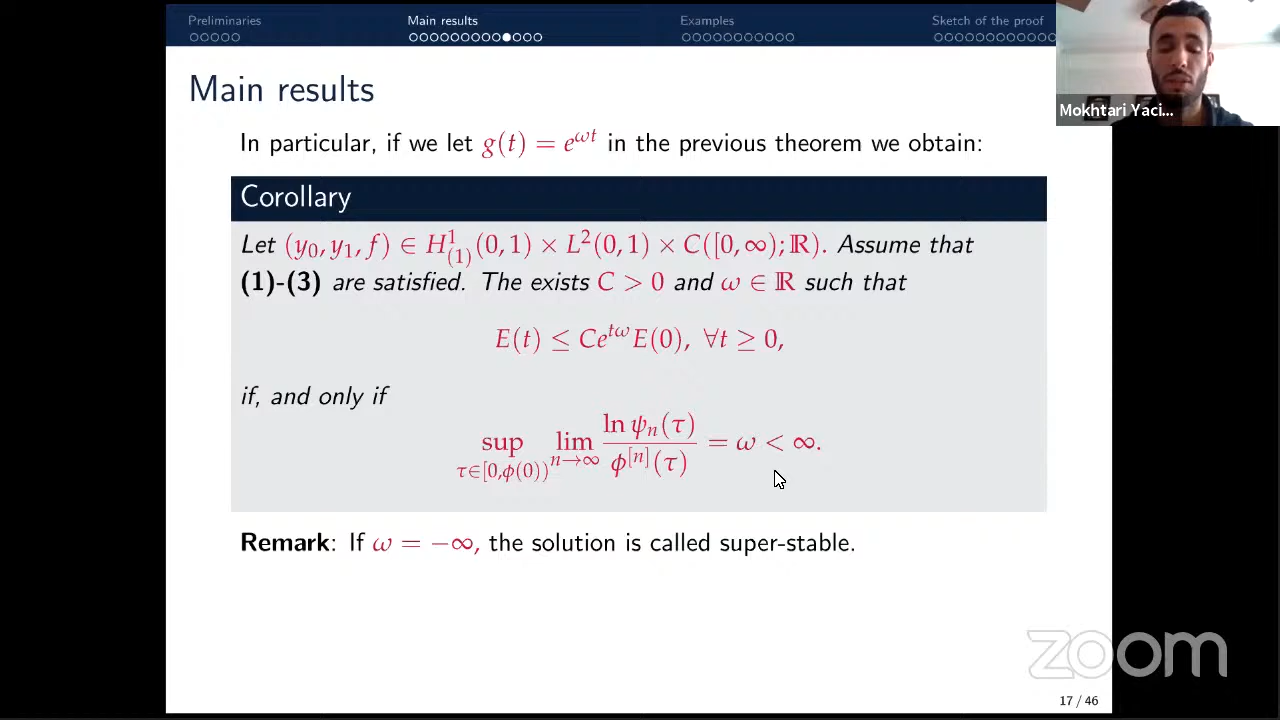 Preliminaries Main results Examples Sketch of the proof
Mokhtari Yaci...
Main results
In particular, if we let g(t) = e^{ωt} in the previous theorem we obtain:
Corollary
Let (y_0, y_1, f) ∈ H^1_{(1)}(0, 1) × L^2(0, 1) × C([0, ∞); ℝ). Assume that
(1)-(3) are satisfied. The exists C > 0 and ω ∈ ℝ such that
E(t) ≤ Ce^{tω}E(0), ∀t ≥ 0,
if, and only if
sup_{τ∈[0,ϕ(0))} lim_{n→∞} \frac{ln ψ_n(τ)}{ϕ^{[n]}(τ)} = ω < ∞.
Remark: If ω = −∞, the solution is called super-stable.
zoom
17 / 46